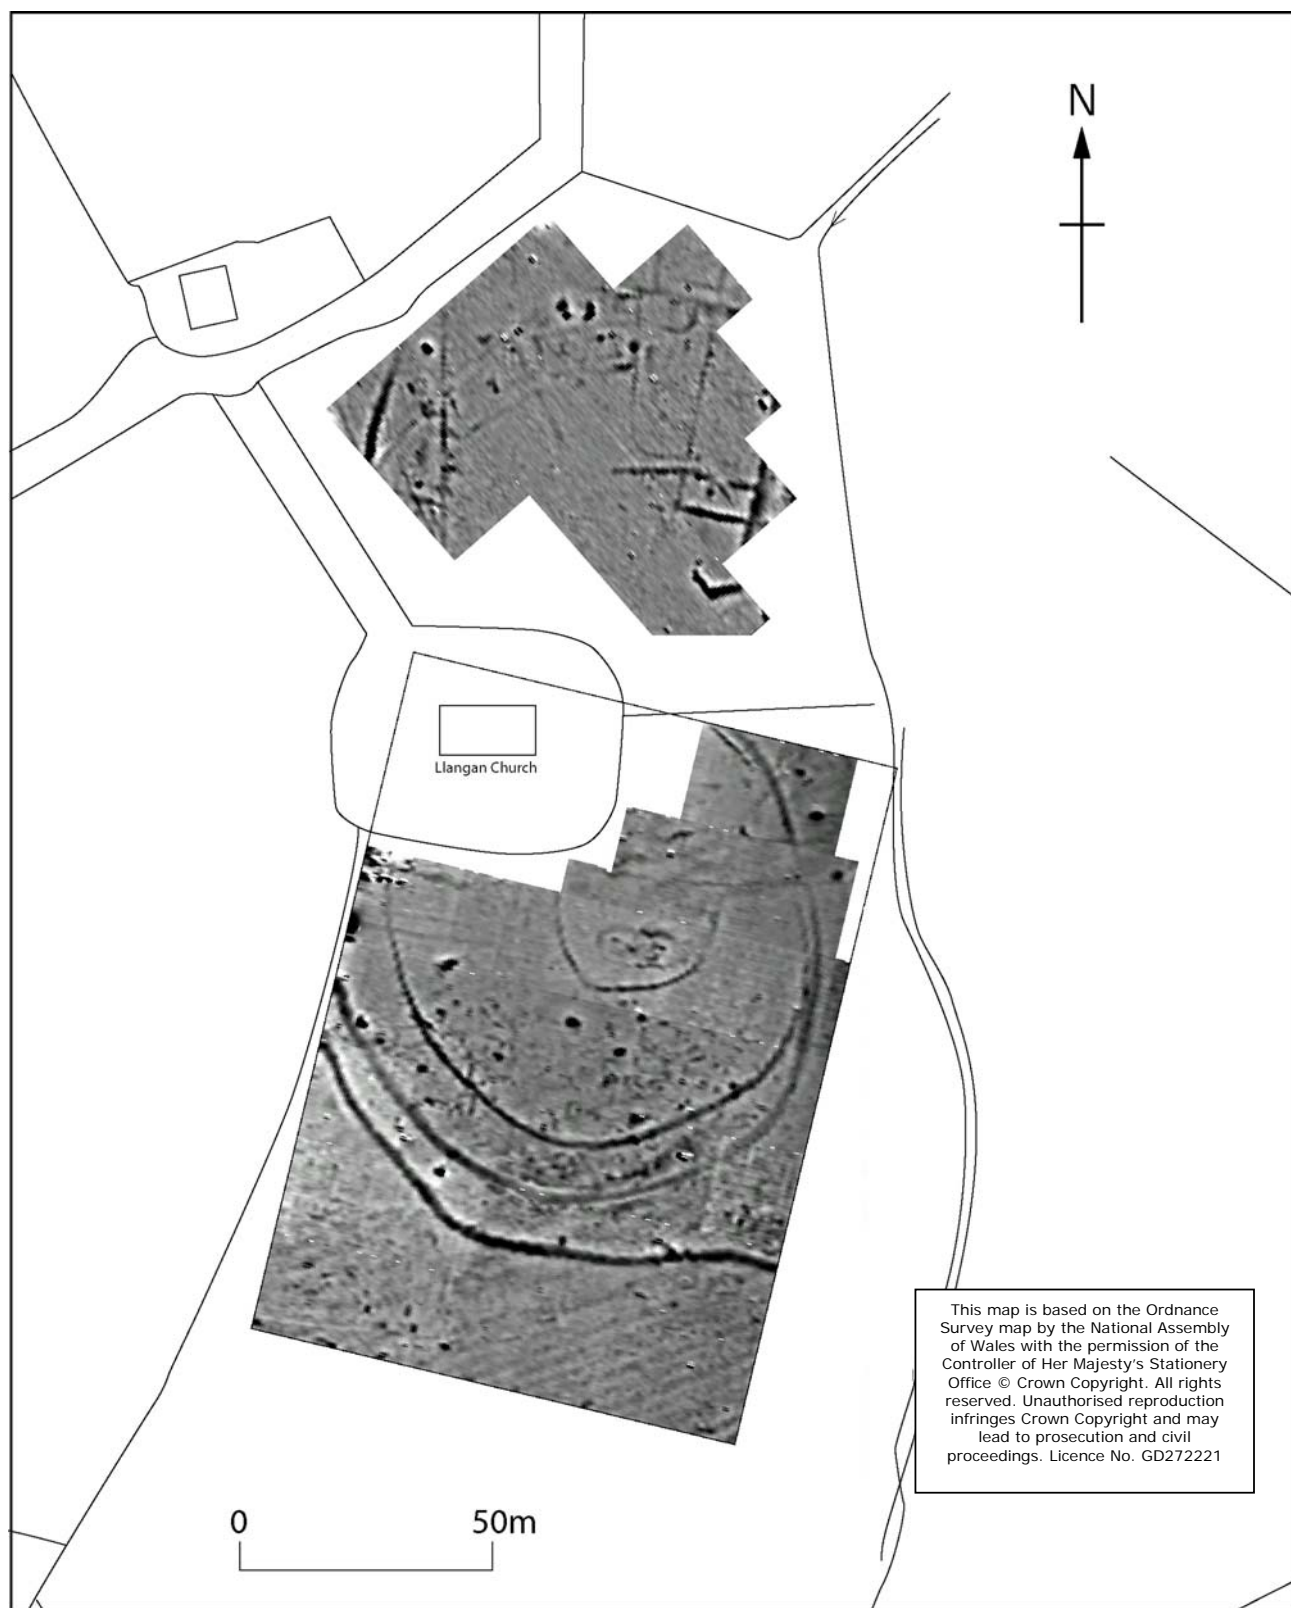 N
Llangan Church
This map is based on the Ordnance
Survey map by the National Assembly
of Wales with the permission of the
Controller of Her Majesty's Stationery
Office © Crown Copyright. All rights
reserved. Unauthorised reproduction
infringes Crown Copyright and may
lead to prosecution and civil
proceedings. Licence No. GD272221
0 50m